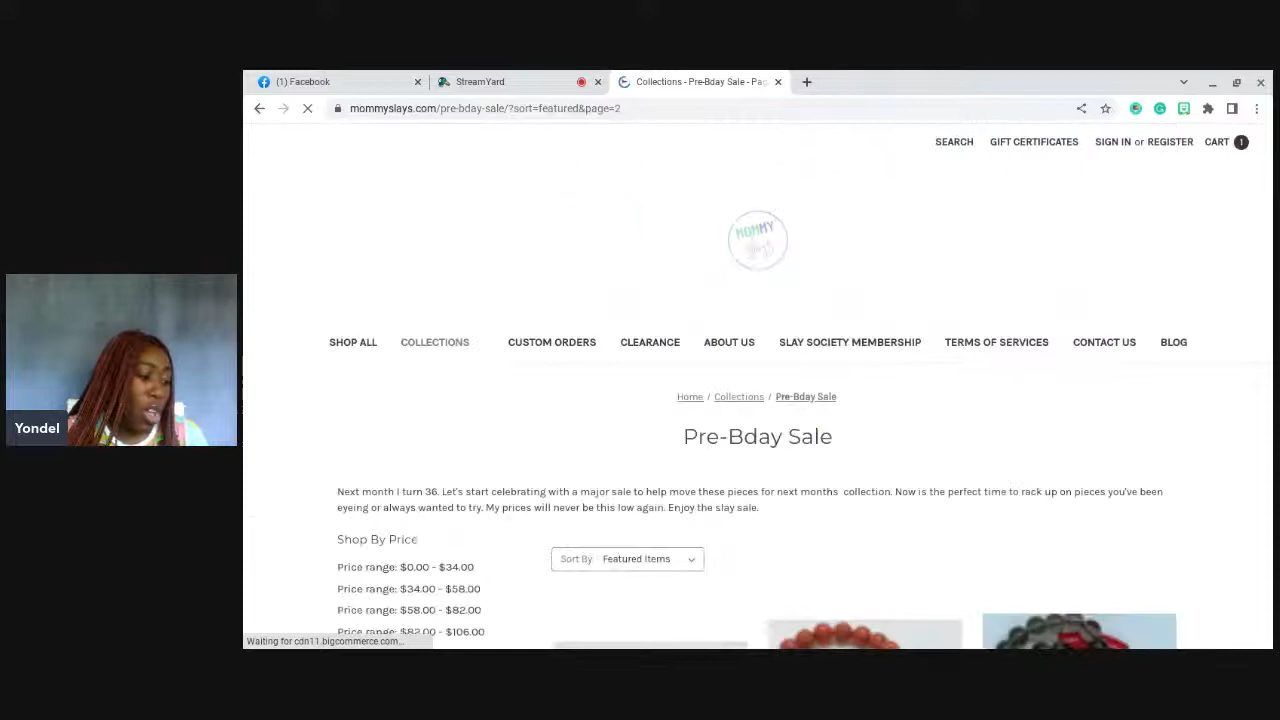 (1) Facebook
StreamYard
Collections - Pre-Bday Sale - Pag
mommyslays.com/pre-bday-sale/?sort=featured&page=2
SEARCH GIFT CERTIFICATES SIGN IN or REGISTER CART 1
MOMMY
SHOP ALL COLLECTIONS CUSTOM ORDERS CLEARANCE ABOUT US SLAY SOCIETY MEMBERSHIP TERMS OF SERVICES CONTACT US BLOG
Home / Collections / Pre-Bday Sale
Pre-Bday Sale
Yondel
Next month I turn 36. Let's start celebrating with a major sale to help move these pieces for next months collection. Now is the perfect time to rack up on pieces you've been
eyeing or always wanted to try. My prices will never be this low again. Enjoy the slay sale.
Shop By Price
Sort By Featured Items
Price range: $0.00 - $34.00
Price range: $34.00 - $58.00
Price range: $58.00 - $82.00
Price range: $82.00 - $106.00
Waiting for cdn11.bigcommerce.com...